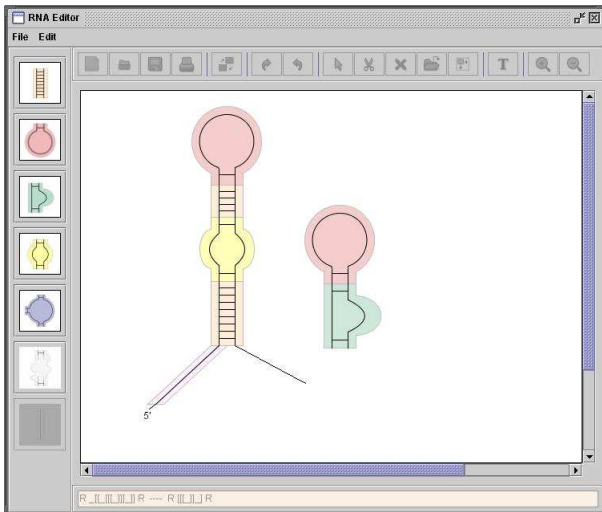 RNA Editor
File Edit
T
5'
R _[[_[[[_]]]_]] R ---- R [[[_]]_] R